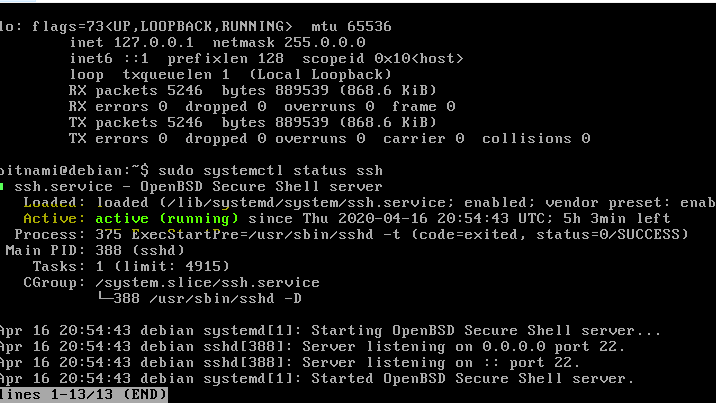 lo: flags=73<UP,LOOPBACK,RUNNING>  mtu 65536
        inet 127.0.0.1  netmask 255.0.0.0
        inet6 ::1  prefixlen 128  scopeid 0x10<host>
        loop  txqueuelen 1  (Local Loopback)
        RX packets 5246  bytes 889539 (868.6 KiB)
        RX errors 0  dropped 0  overruns 0  frame 0
        TX packets 5246  bytes 889539 (868.6 KiB)
        TX errors 0  dropped 0 overruns 0  carrier 0  collisions 0
bitnami@debian:~$ sudo systemctl status ssh
ssh.service - OpenBSD Secure Shell server
   Loaded: loaded (/lib/systemd/system/ssh.service; enabled; vendor preset: enab
   Active: active (running) since Thu 2020-04-16 20:54:43 UTC; 5h 3min left
  Process: 375 ExecStartPre=/usr/sbin/sshd -t (code=exited, status=0/SUCCESS)
 Main PID: 388 (sshd)
    Tasks: 1 (limit: 4915)
   CGroup: /system.slice/ssh.service
           └─388 /usr/sbin/sshd -D
Apr 16 20:54:43 debian systemd[1]: Starting OpenBSD Secure Shell server...
Apr 16 20:54:43 debian sshd[388]: Server listening on 0.0.0.0 port 22.
Apr 16 20:54:43 debian sshd[388]: Server listening on :: port 22.
Apr 16 20:54:43 debian systemd[1]: Started OpenBSD Secure Shell server.
lines 1-13/13 (END)